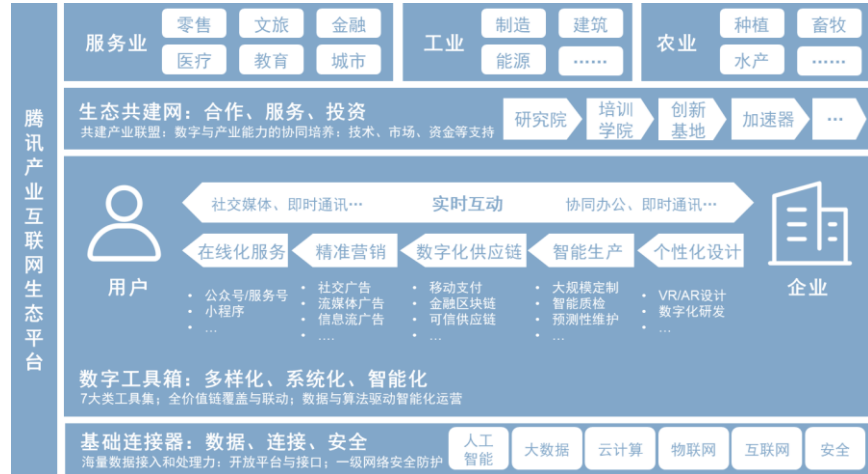 腾讯产业互联网生态平台
服务业
零售
文旅
金融
医疗
教育
城市
工业
制造
建筑
能源
……
农业
种植
畜牧
水产
……
生态共建网：合作、服务、投资
共建产业联盟：数字与产业能力的协同培养：技术、市场、资金等支持
研究院
培训
学院
创新
基地
加速器
…
社交媒体、即时通讯…
实时互动
协同办公、即时通讯…
用户
企业
在线化服务
精准营销
数字化供应链
智能生产
个性化设计
• 公众号/服务号
• 小程序
• …
• 社交广告
• 流媒体广告
• 信息流广告
• ….
• 移动支付
• 金融区块链
• 可信供应链
• …
• 大规模定制
• 智能质检
• 预测性维护
• …
• VR/AR设计
• 数字化研发
• …
数字工具箱：多样化、系统化、智能化
7大类工具集；全价值链覆盖与联动；数据与算法驱动智能化运营
基础连接器：数据、连接、安全
海量数据接入和处理力：开放平台与接口；一级网络安全防护
人工
智能
大数据
云计算
物联网
互联网
安全